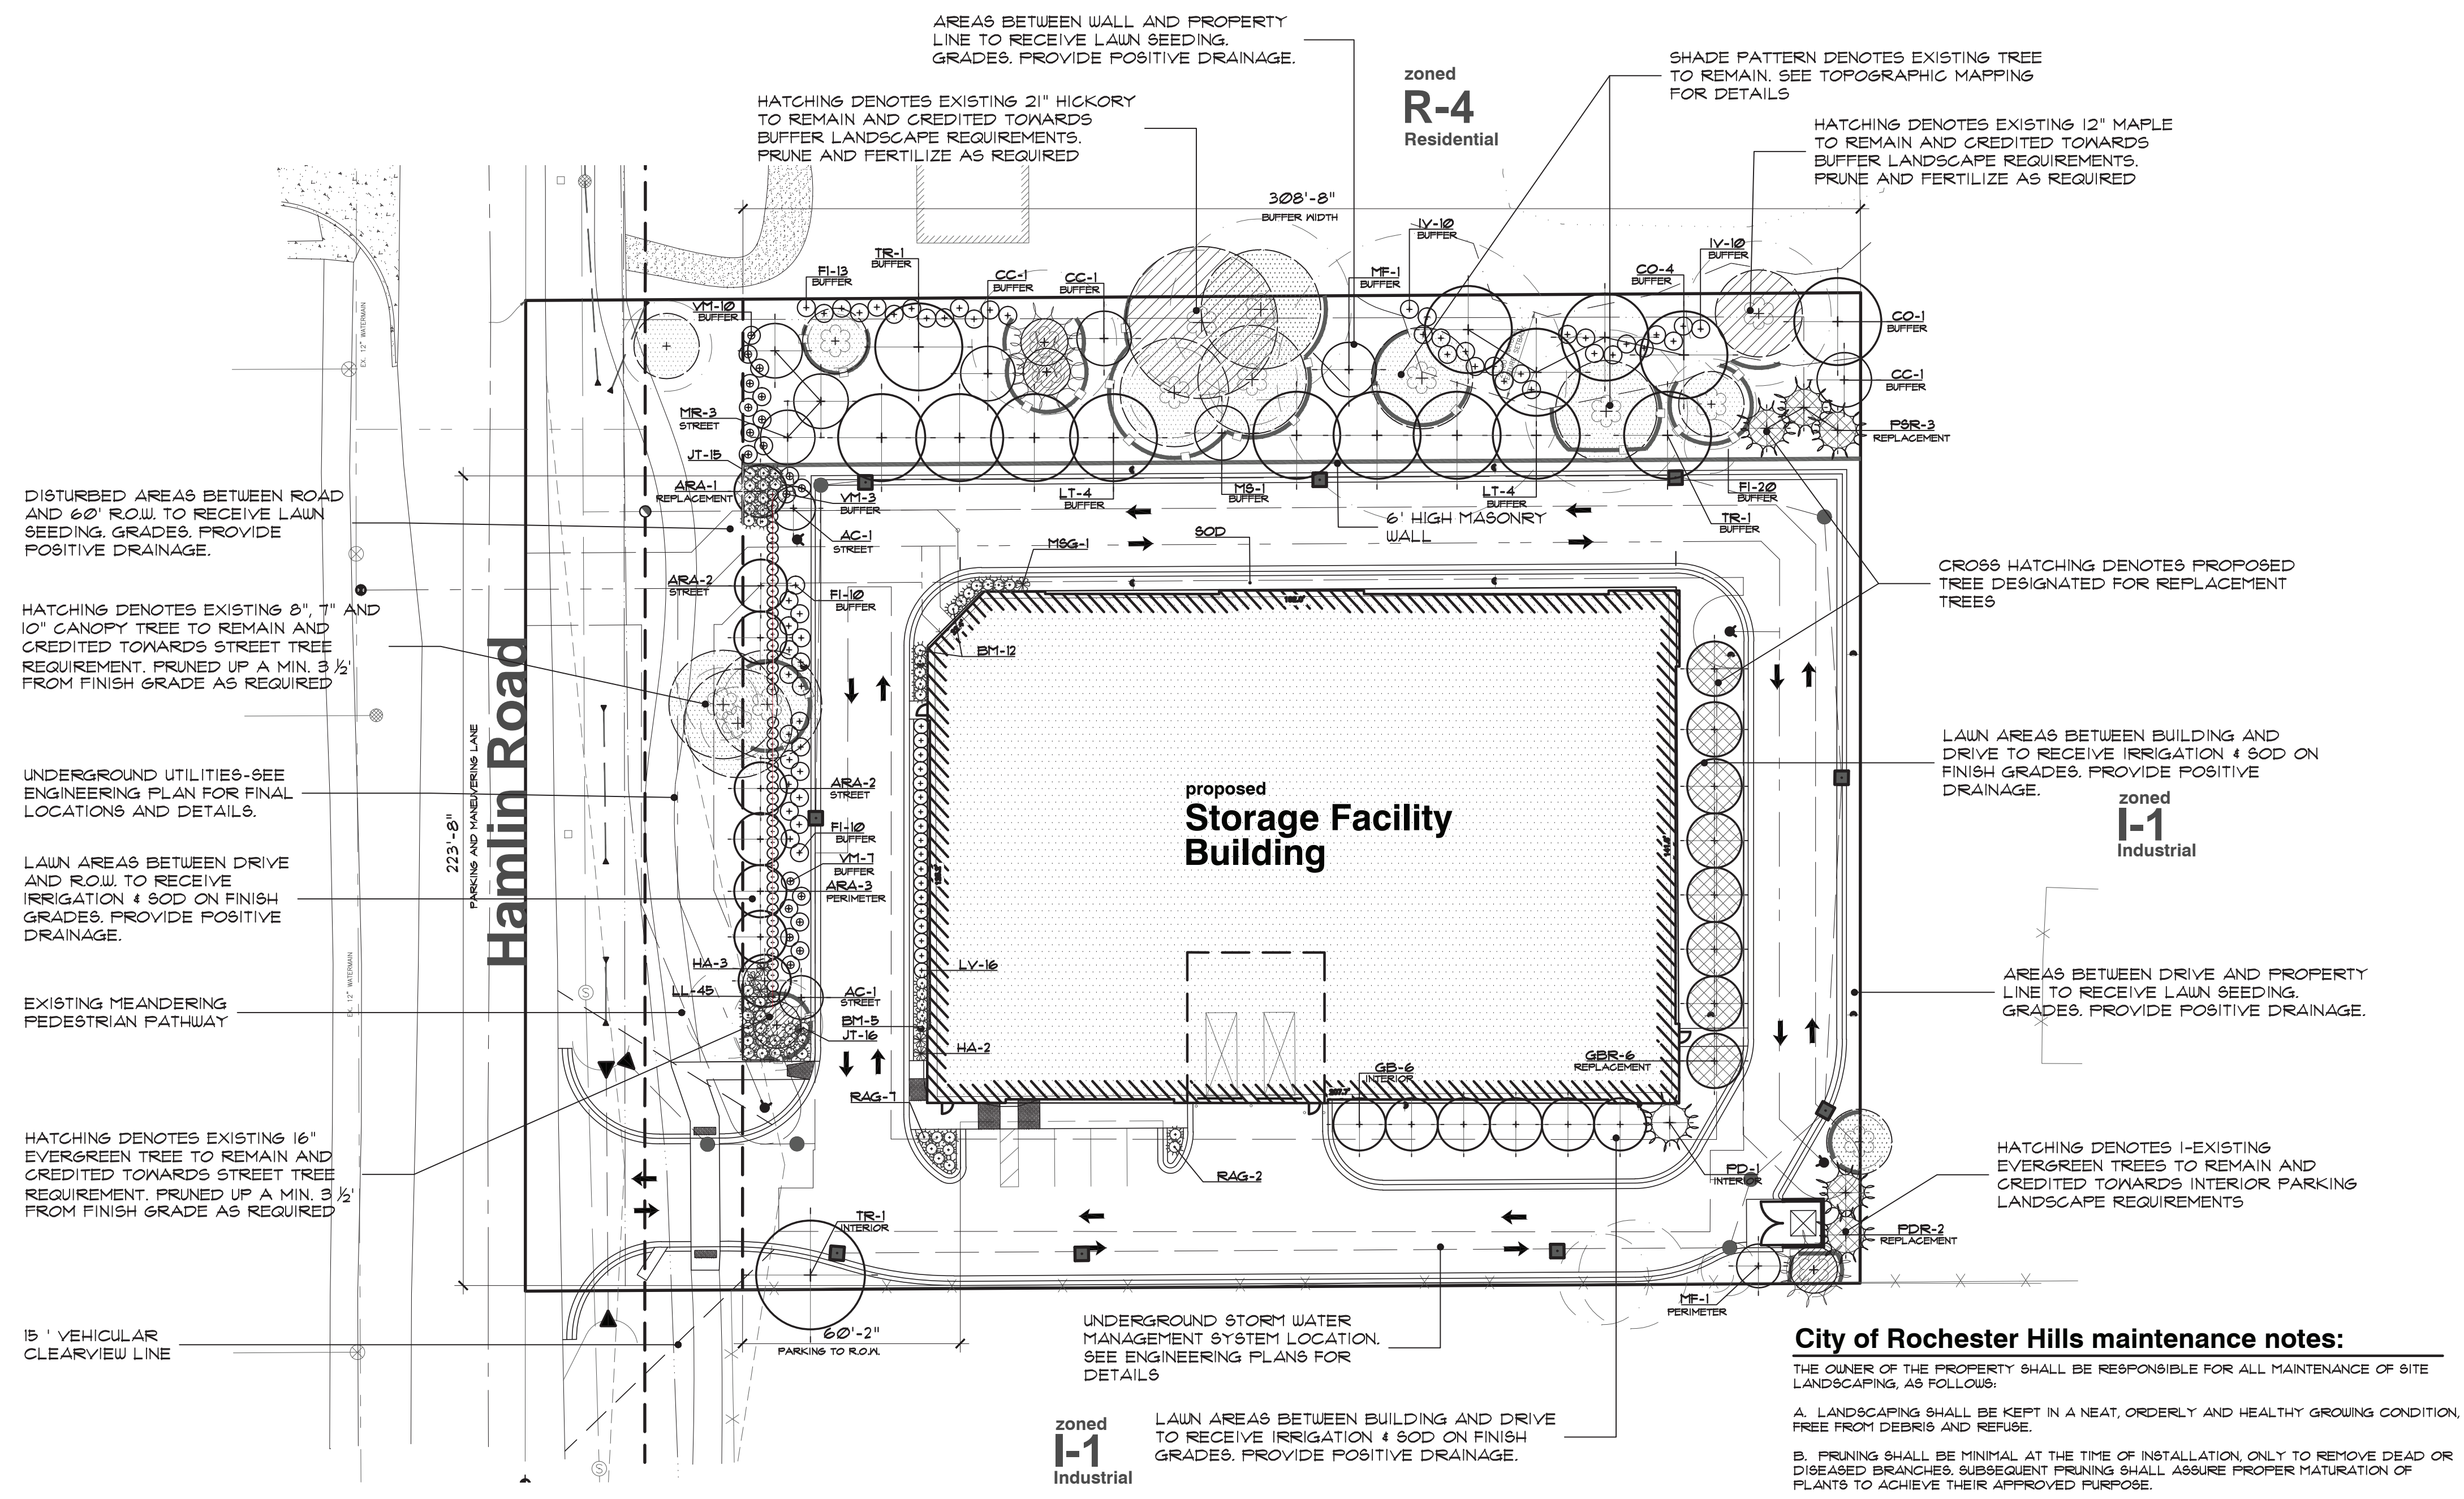 AREAS BETWEEN WALL AND PROPERTY
LINE TO RECEIVE LAWN SEEDING.
GRADES. PROVIDE POSITIVE DRAINAGE.
zoned
R-4
Residential
SHADE PATTERN DENOTES EXISTING TREE
TO REMAIN. SEE TOPOGRAPHIC MAPPING
FOR DETAILS
HATCHING DENOTES EXISTING 21" HICKORY
TO REMAIN AND CREDITED TOWARDS
BUFFER LANDSCAPE REQUIREMENTS.
PRUNE AND FERTILIZE AS REQUIRED
HATCHING DENOTES EXISTING 12" MAPLE
TO REMAIN AND CREDITED TOWARDS
BUFFER LANDSCAPE REQUIREMENTS.
PRUNE AND FERTILIZE AS REQUIRED
308'-8"
BUFFER WIDTH
IV-10
BUFFER
IV-10
BUFFER
TR-1
BUFFER
FI-13
BUFFER
CC-1
BUFFER
CC-1
BUFFER
MF-1
BUFFER
CO-4
BUFFER
VM-10
BUFFER
CO-1
BUFFER
CC-1
BUFFER
EX. 12" WATERMAIN
MR-3
STREET
PSR-3
REPLACEMENT
JT-15
ARA-1
REPLACEMENT
VM-3
BUFFER
LT-4
BUFFER
MS-1
BUFFER
LT-4
BUFFER
FI-20
BUFFER
TR-1
BUFFER
6' HIGH MASONRY
WALL
DISTURBED AREAS BETWEEN ROAD
AND 60' R.O.W. TO RECEIVE LAWN
SEEDING. GRADES. PROVIDE
POSITIVE DRAINAGE.
AC-1
STREET
MSG-1
SOD
CROSS HATCHING DENOTES PROPOSED
TREE DESIGNATED FOR REPLACEMENT
TREES
ARA-2
STREET
FI-10
BUFFER
HATCHING DENOTES EXISTING 8", 7" AND
10" CANOPY TREE TO REMAIN AND
CREDITED TOWARDS STREET TREE
REQUIREMENT. PRUNED UP A MIN. 3 ½'
FROM FINISH GRADE AS REQUIRED
BM-12
Hamlin Road
223'-8"
PARKING AND MANEUVERING LANE
UNDERGROUND UTILITIES-SEE
ENGINEERING PLAN FOR FINAL
LOCATIONS AND DETAILS.
ARA-2
STREET
FI-10
BUFFER
VM-7
BUFFER
ARA-3
PERIMETER
proposed
Storage Facility
Building
LAWN AREAS BETWEEN BUILDING AND
DRIVE TO RECEIVE IRRIGATION & SOD ON
FINISH GRADES. PROVIDE POSITIVE
DRAINAGE.
zoned
I-1
Industrial
LAWN AREAS BETWEEN DRIVE
AND R.O.W. TO RECEIVE
IRRIGATION & SOD ON FINISH
GRADES. PROVIDE POSITIVE
DRAINAGE.
HA-3
LL-45
LV-16
AC-1
STREET
BM-5
JT-16
HA-2
EX. 12" WATERMAIN
EXISTING MEANDERING
PEDESTRIAN PATHWAY
AREAS BETWEEN DRIVE AND PROPERTY
LINE TO RECEIVE LAWN SEEDING.
GRADES. PROVIDE POSITIVE DRAINAGE.
GBR-6
REPLACEMENT
GB-6
INTERIOR
RAG-7
RAG-2
PD-1
INTERIOR
HATCHING DENOTES EXISTING 16"
EVERGREEN TREE TO REMAIN AND
CREDITED TOWARDS STREET TREE
REQUIREMENT. PRUNED UP A MIN. 3 ½'
FROM FINISH GRADE AS REQUIRED
HATCHING DENOTES 1-EXISTING
EVERGREEN TREES TO REMAIN AND
CREDITED TOWARDS INTERIOR PARKING
LANDSCAPE REQUIREMENTS
TR-1
INTERIOR
PDR-2
REPLACEMENT
MF-1
PERIMETER
15 ' VEHICULAR
CLEARVIEW LINE
60'-2"
PARKING TO R.O.W.
UNDERGROUND STORM WATER
MANAGEMENT SYSTEM LOCATION.
SEE ENGINEERING PLANS FOR
DETAILS
zoned
I-1
Industrial
LAWN AREAS BETWEEN BUILDING AND DRIVE
TO RECEIVE IRRIGATION & SOD ON FINISH
GRADES. PROVIDE POSITIVE DRAINAGE.
City of Rochester Hills maintenance notes:
THE OWNER OF THE PROPERTY SHALL BE RESPONSIBLE FOR ALL MAINTENANCE OF SITE
LANDSCAPING, AS FOLLOWS:
A. LANDSCAPING SHALL BE KEPT IN A NEAT, ORDERLY AND HEALTHY GROWING CONDITION,
FREE FROM DEBRIS AND REFUSE.
B. PRUNING SHALL BE MINIMAL AT THE TIME OF INSTALLATION, ONLY TO REMOVE DEAD OR
DISEASED BRANCHES. SUBSEQUENT PRUNING SHALL ASSURE PROPER MATURATION OF
PLANTS TO ACHIEVE THEIR APPROVED PURPOSE.